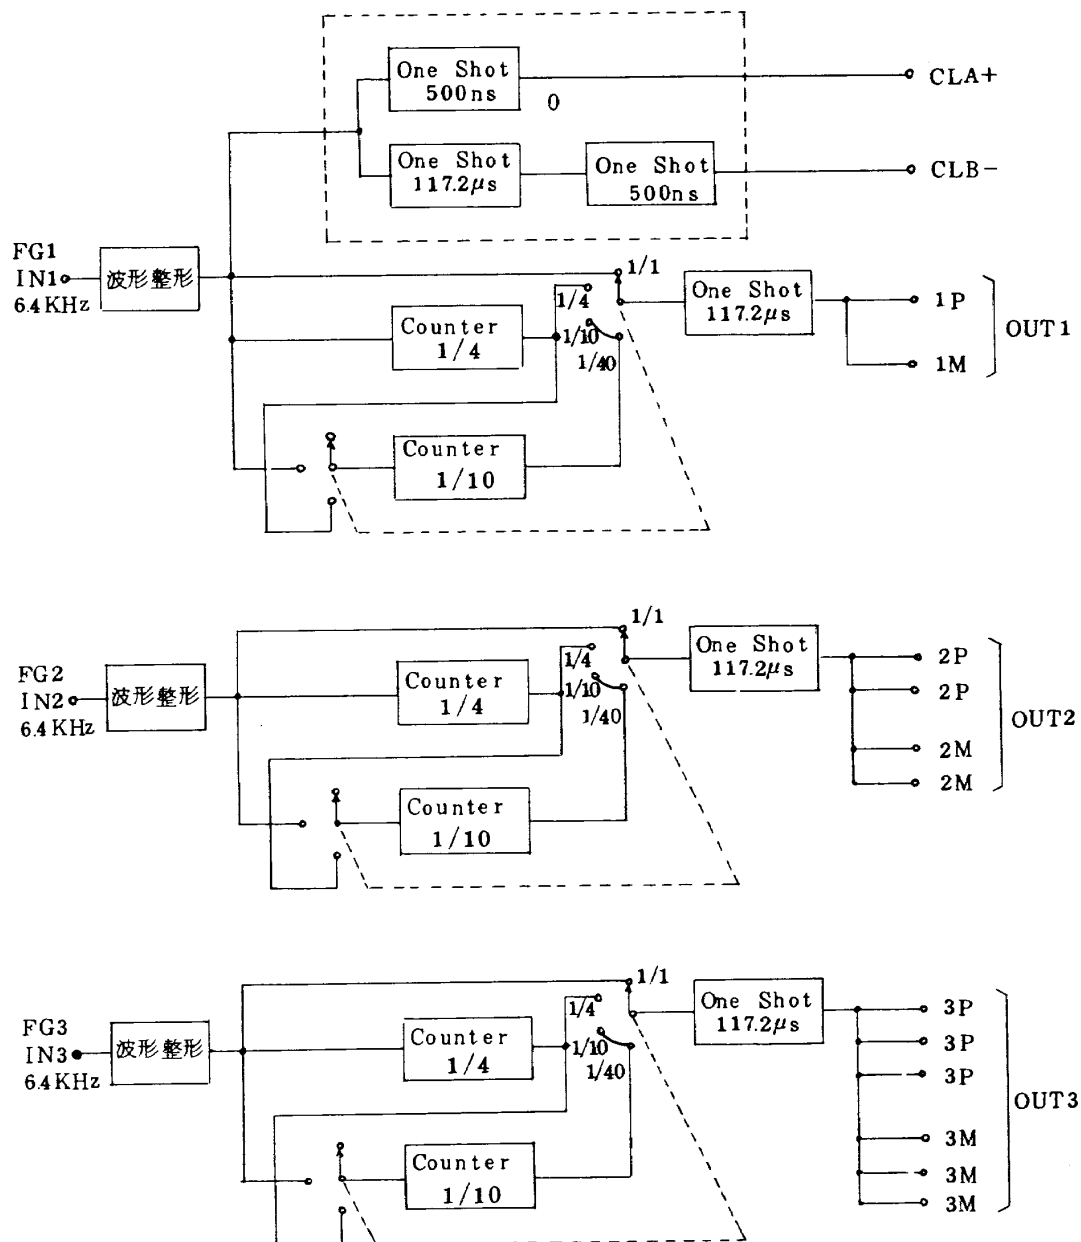 One Shot
500ns
0
CLA+
One Shot
117.2μs
One Shot
500ns
CLB-
FG1
IN1
6.4KHz
波形整形
1/1
1/4
1/10
1/40
Counter
1/4
One Shot
117.2μs
1P
1M
OUT1
Counter
1/10
FG2
IN2
6.4KHz
波形整形
1/1
1/4
1/10
1/40
Counter
1/4
One Shot
117.2μs
2P
2P
2M
2M
OUT2
Counter
1/10
FG3
IN3
6.4KHz
波形整形
1/1
1/4
1/10
1/40
Counter
1/4
One Shot
117.2μs
3P
3P
3P
3M
3M
3M
OUT3
Counter
1/10